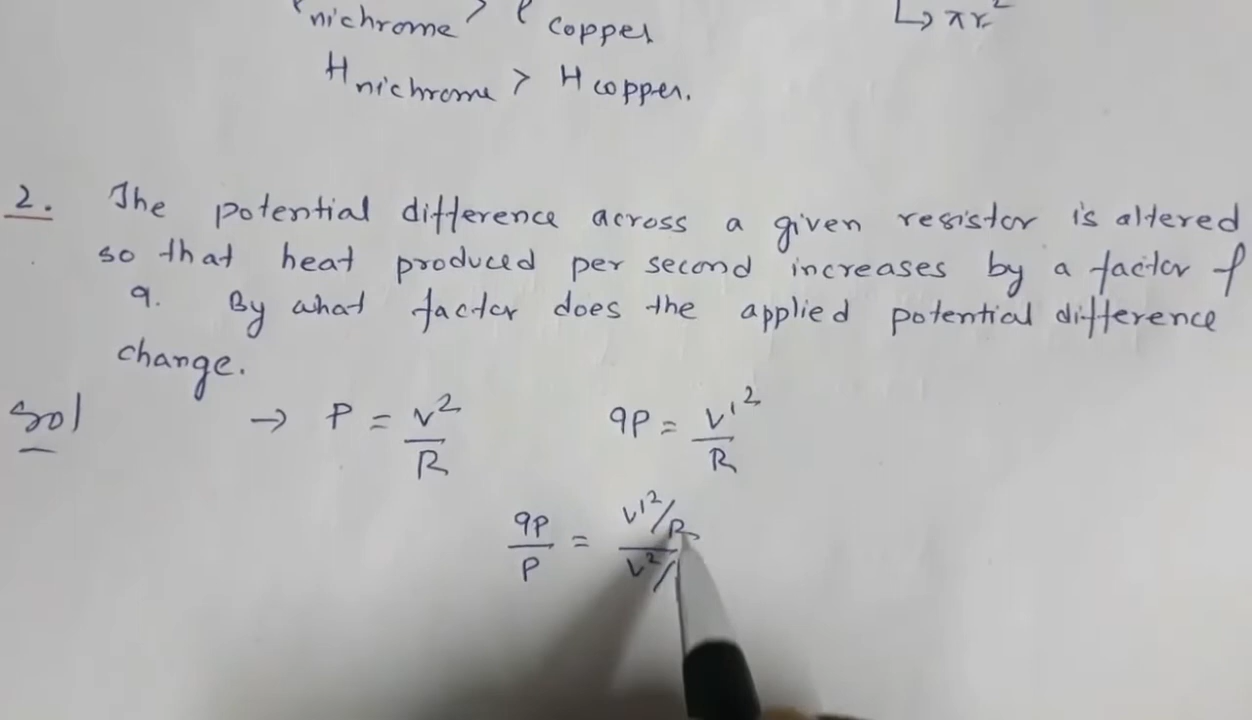 ρ nichrome > ρ copper
↳ πr²
H nichrome > H copper.
2. The potential difference across a given resistor is altered
so that heat produced per second increases by a factor of
9. By what factor does the applied potential difference
change.
Sol → P = V²/R 9P = V'²/R
9P/P = V'²/R / V²/